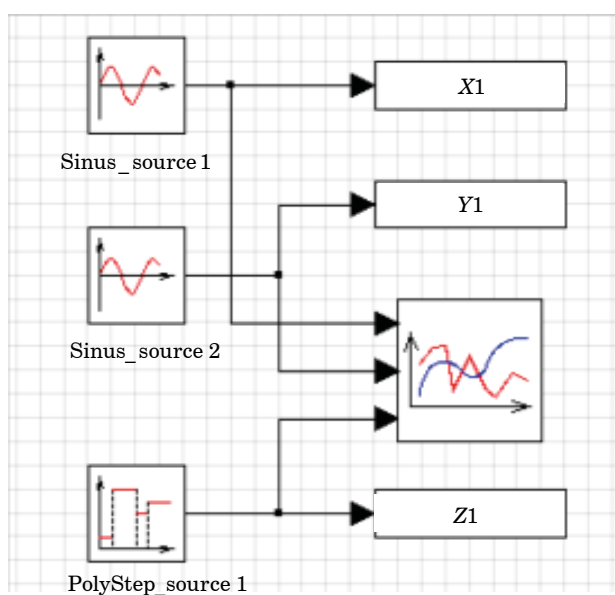 X1
Sinus_source 1
Y1
Sinus_source 2
Z1
PolyStep_source 1